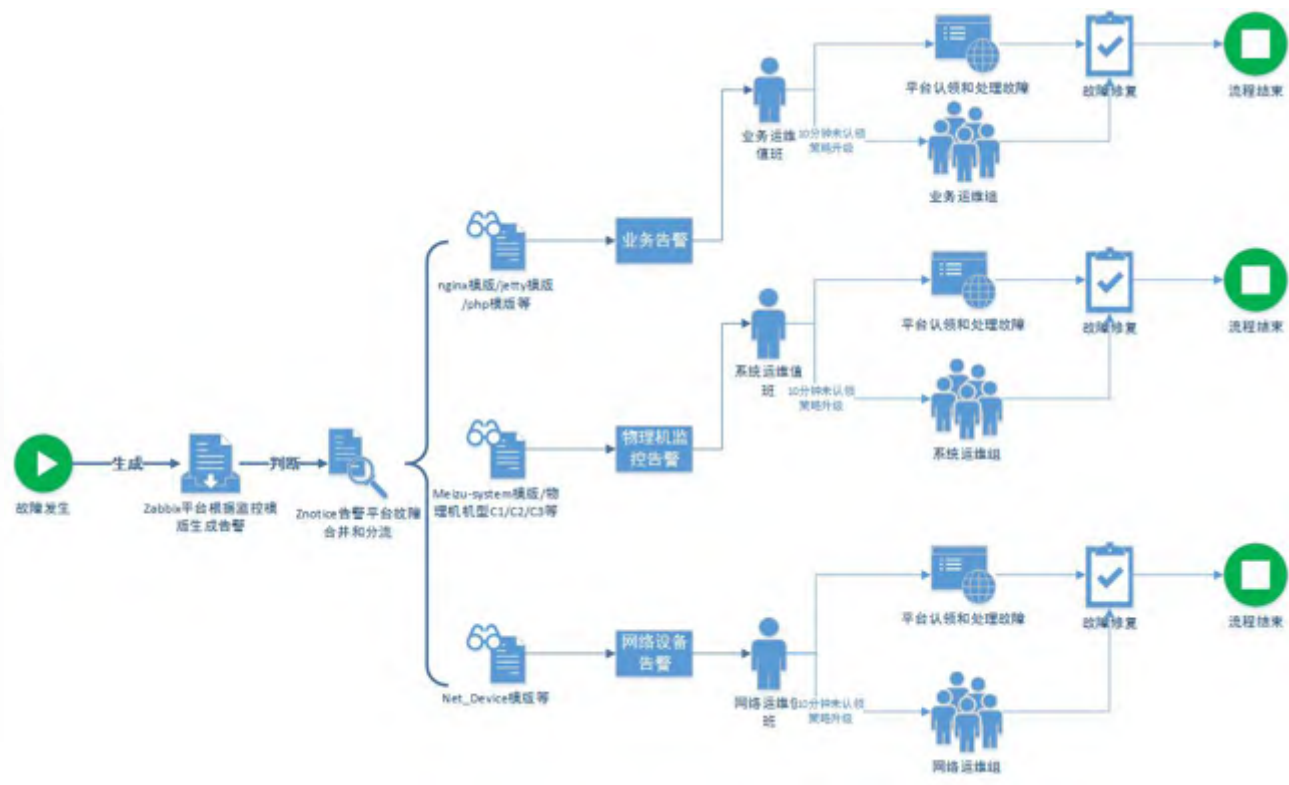 平台认领和处理故障
故障修复
流程结束
业务运维
值班
10分钟未认领
策略升级
业务运维组
nginx模版/jetty模版
/php模版等
业务告警
平台认领和处理故障
故障修复
流程结束
系统运维值
班
10分钟未认领
策略升级
系统运维组
故障发生
生成
Zabbix平台根据监控模
版生成告警
判断
Znotice告警平台故障
合并和分流
Meizu-system模版/物
理机机型C1/C2/C3等
物理机监
控告警
平台认领和处理故障
故障修复
流程结束
Net_Device模版等
网络设备
告警
网络运维
班
10分钟未认领
策略升级
网络运维组